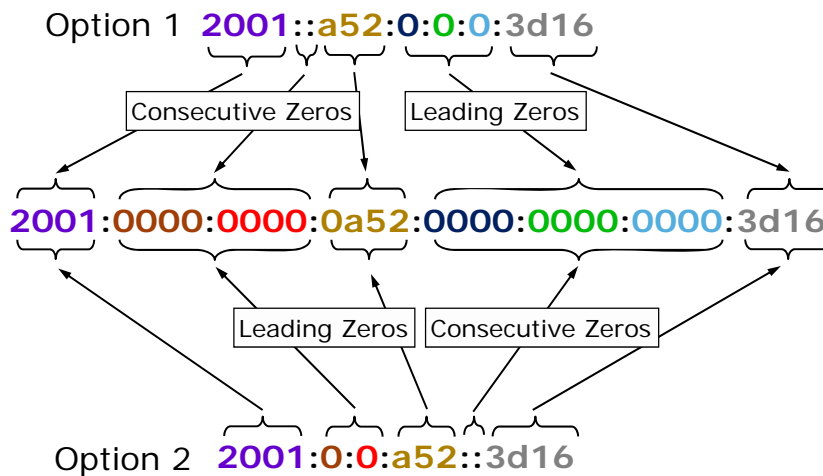 Option 1 2001::a52:0:0:0:3d16
Consecutive Zeros Leading Zeros
2001:0000:0000:0a52:0000:0000:0000:3d16
Leading Zeros Consecutive Zeros
Option 2 2001:0:0:a52::3d16